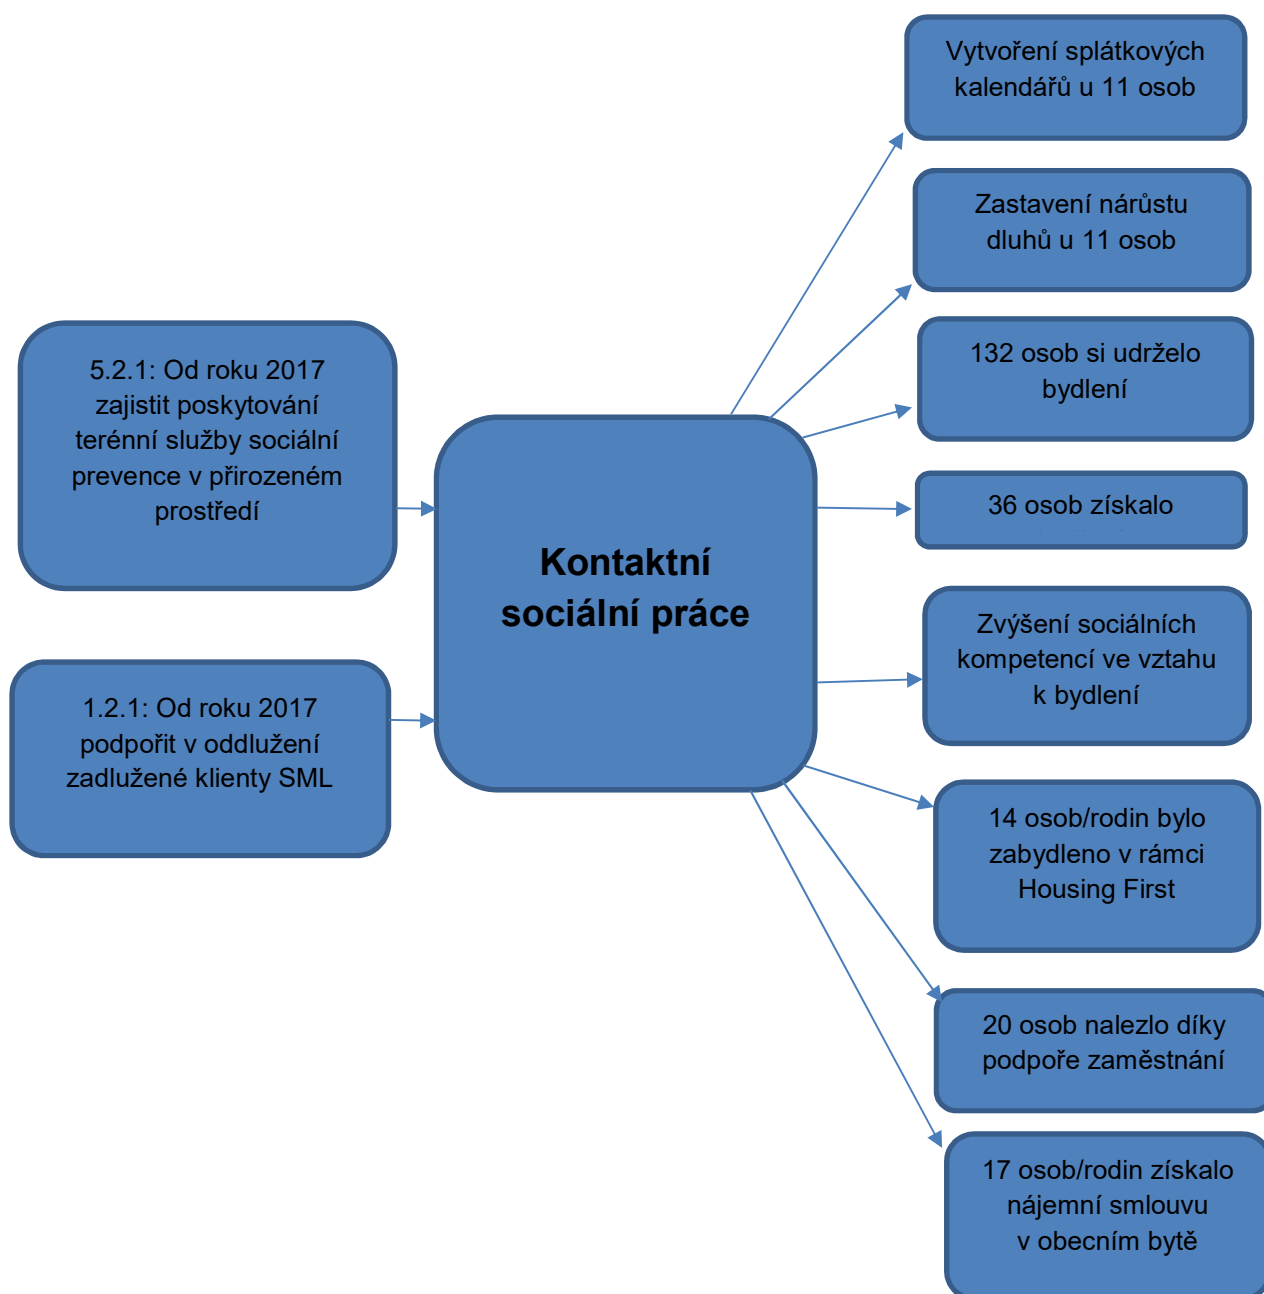 5.2.1: Od roku 2017
zajistit poskytování
terénní služby sociální
prevence v přirozeném
prostředí
1.2.1: Od roku 2017
podpořit v oddlužení
zadlužené klienty SML
Kontaktní
sociální práce
Vytvoření splátkových
kalendářů u 11 osob
Zastavení nárůstu
dluhů u 11 osob
132 osob si udrželo
bydlení
36 osob získalo
Zvýšení sociálních
kompetencí ve vztahu
k bydlení
14 osob/rodin bylo
zabydleno v rámci
Housing First
20 osob nalezlo díky
podpoře zaměstnání
17 osob/rodin získalo
nájemní smlouvu
v obecním bytě